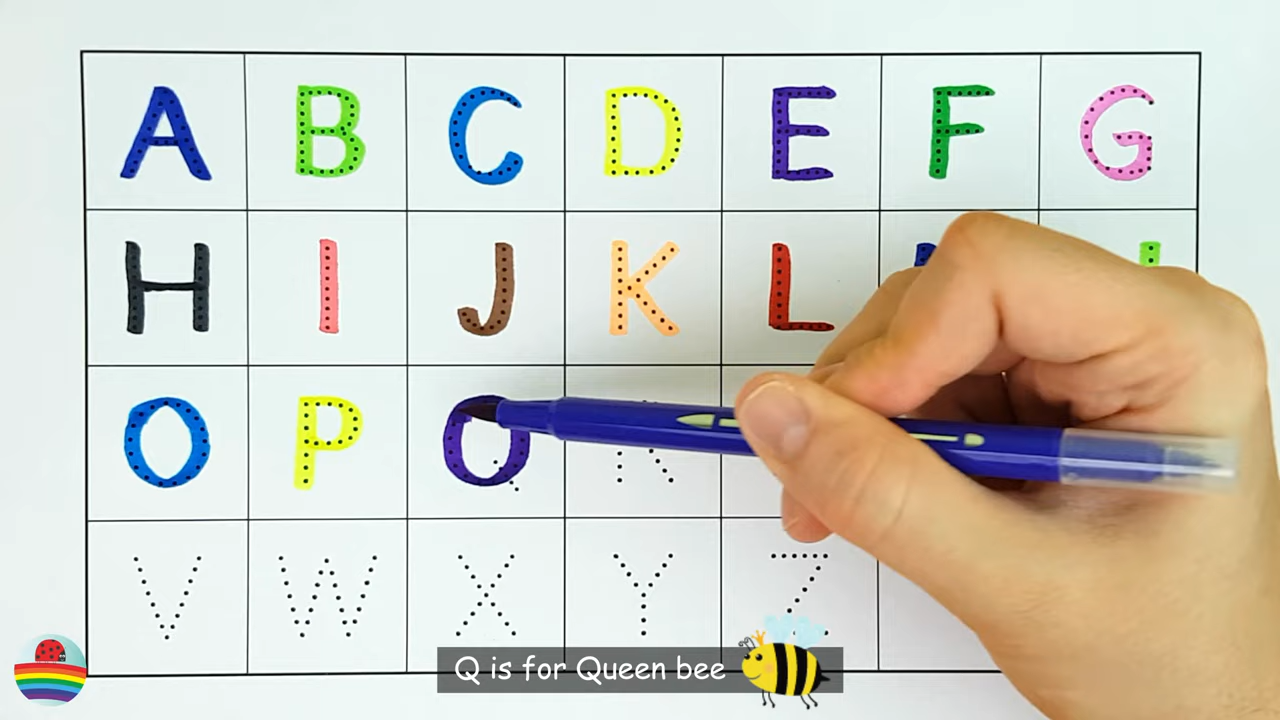 A B C D E F G
H I J K L
O P Q R
V W X Y Z
Q is for Queen bee